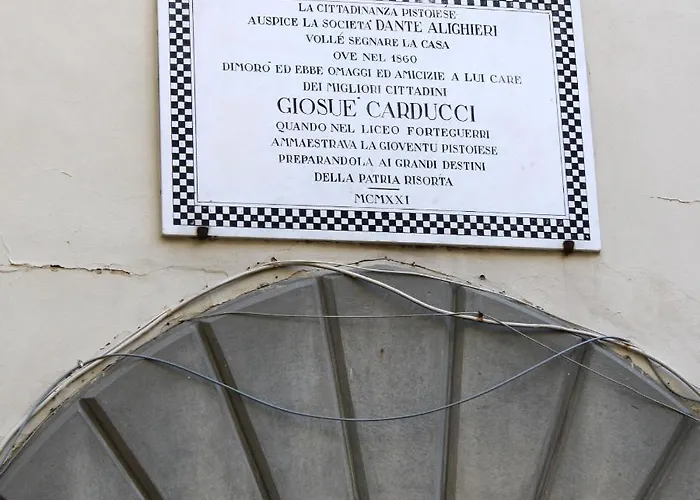 LA CITTADINANZA PISTOIESE
AUSPICE LA SOCIETÀ DANTE ALIGHIERI
VOLLÉ SEGNARE LA CASA
OVE NEL 1860
DIMORÒ ED EBBE OMAGGI ED AMICIZIE A LUI CARE
DEI MIGLIORI CITTADINI
GIOSUÈ CARDUCCI
QUANDO NEL LICEO FORTEGUERRI
AMMAESTRAVA LA GIOVENTÙ PISTOIESE
PREPARANDOLA AI GRANDI DESTINI
DELLA PATRIA RISORTA
MCMXXI